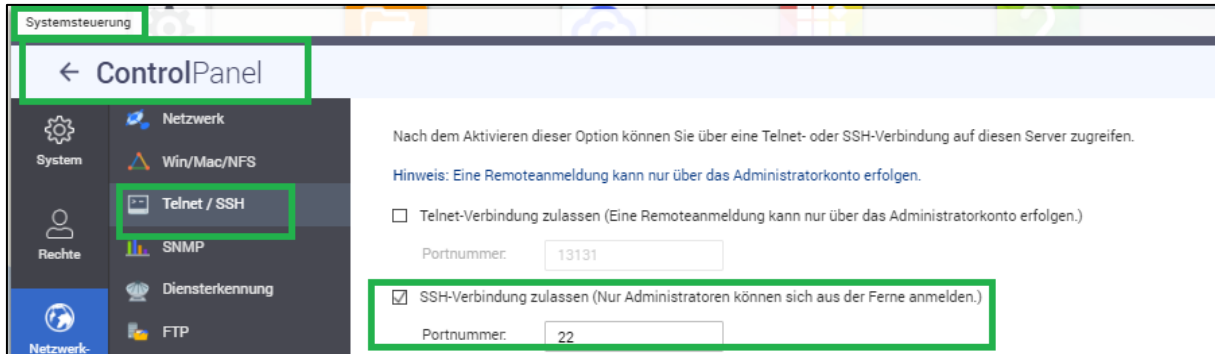 Systemsteuerung
ControlPanel
System
Rechte
Netzwerk-
Netzwerk
Win/Mac/NFS
Telnet / SSH
SNMP
Diensterkennung
FTP
Nach dem Aktivieren dieser Option können Sie über eine Telnet- oder SSH-Verbindung auf diesen Server zugreifen.
Hinweis: Eine Remoteanmeldung kann nur über das Administratorkonto erfolgen.
Telnet-Verbindung zulassen (Eine Remoteanmeldung kann nur über das Administratorkonto erfolgen.)
Portnummer: 13131
SSH-Verbindung zulassen (Nur Administratoren können sich aus der Ferne anmelden.)
Portnummer: 22